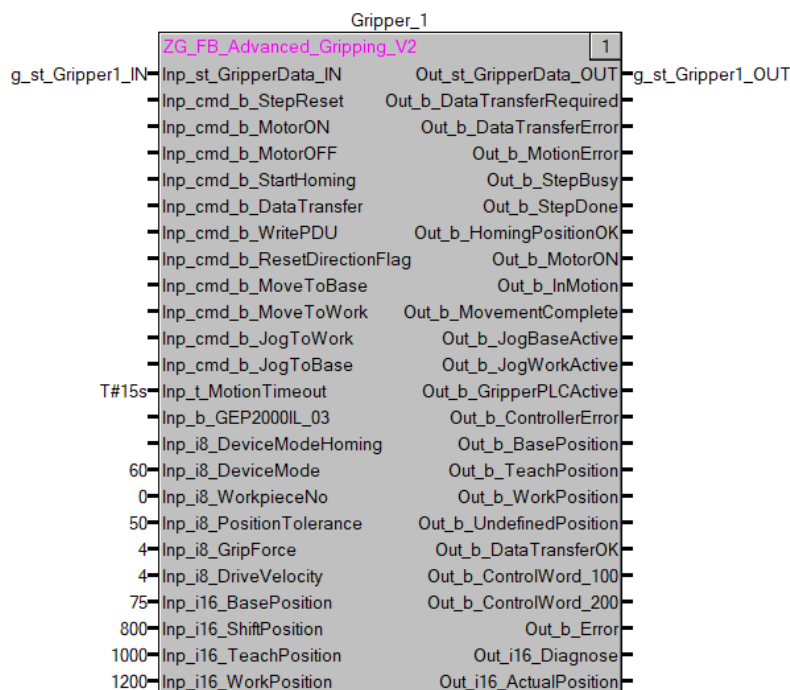 Gripper_1
ZG_FB_Advanced_Gripping_V2 1
g_st_Gripper1_IN Inp_st_GripperData_IN Out_st_GripperData_OUT g_st_Gripper1_OUT
Inp_cmd_b_StepReset Out_b_DataTransferRequired
Inp_cmd_b_MotorON Out_b_DataTransferError
Inp_cmd_b_MotorOFF Out_b_MotionError
Inp_cmd_b_StartHoming Out_b_StepBusy
Inp_cmd_b_DataTransfer Out_b_StepDone
Inp_cmd_b_WritePDU Out_b_HomingPositionOK
Inp_cmd_b_ResetDirectionFlag Out_b_MotorON
Inp_cmd_b_MoveToBase Out_b_InMotion
Inp_cmd_b_MoveToWork Out_b_MovementComplete
Inp_cmd_b_JogToWork Out_b_JogBaseActive
Inp_cmd_b_JogToBase Out_b_JogWorkActive
T#15s Inp_t_MotionTimeout Out_b_GripperPLCActive
Inp_b_GEP2000IL_03 Out_b_ControllerError
Inp_i8_DeviceModeHoming Out_b_BasePosition
60 Inp_i8_DeviceMode Out_b_TeachPosition
0 Inp_i8_WorkpieceNo Out_b_WorkPosition
50 Inp_i8_PositionTolerance Out_b_UndefinedPosition
4 Inp_i8_GripForce Out_b_DataTransferOK
4 Inp_i8_DriveVelocity Out_b_ControlWord_100
75 Inp_i16_BasePosition Out_b_ControlWord_200
800 Inp_i16_ShiftPosition Out_b_Error
1000 Inp_i16_TeachPosition Out_i16_Diagnose
1200 Inp_i16_WorkPosition Out_i16_ActualPosition